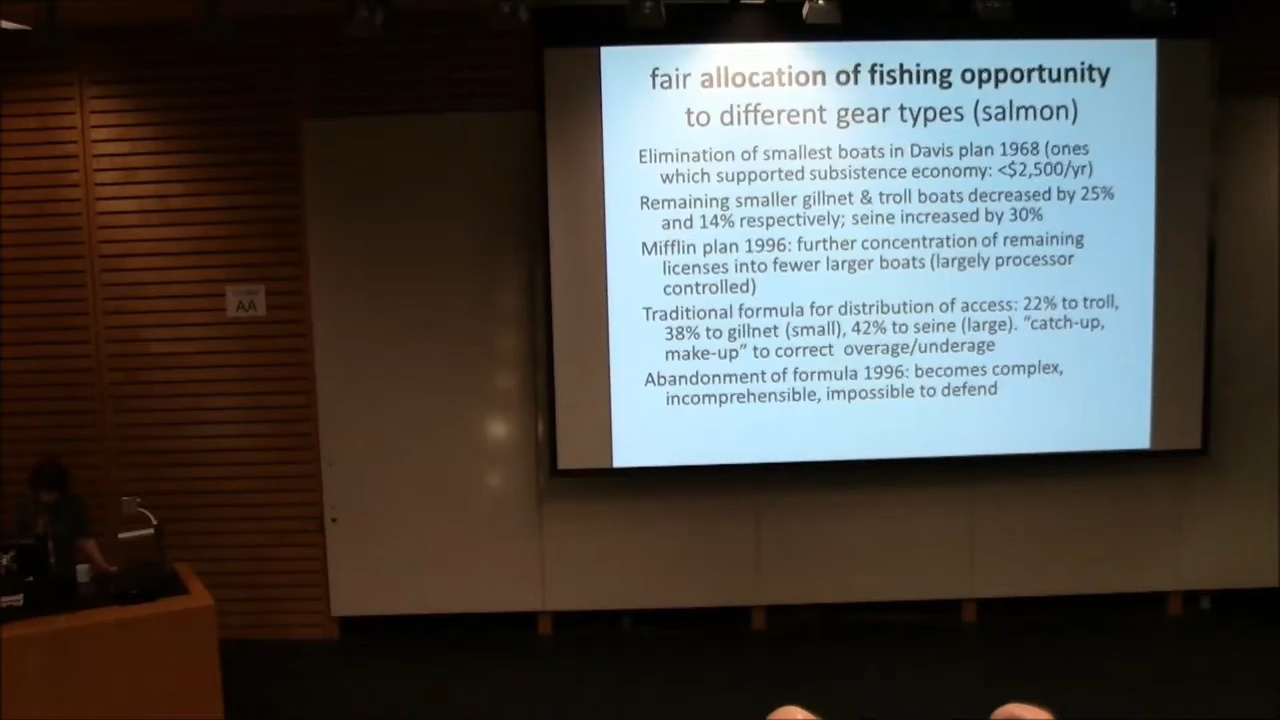 fair allocation of fishing opportunity
to different gear types (salmon)
Elimination of smallest boats in Davis plan 1968 (ones
which supported subsistence economy: <$2,500/yr)
Remaining smaller gillnet & troll boats decreased by 25%
and 14% respectively; seine increased by 30%
Mifflin plan 1996: further concentration of remaining
licenses into fewer larger boats (largely processor
controlled)
Traditional formula for distribution of access: 22% to troll,
38% to gillnet (small), 42% to seine (large). "catch-up,
make-up" to correct overage/underage
Abandonment of formula 1996: becomes complex,
incomprehensible, impossible to defend
AA